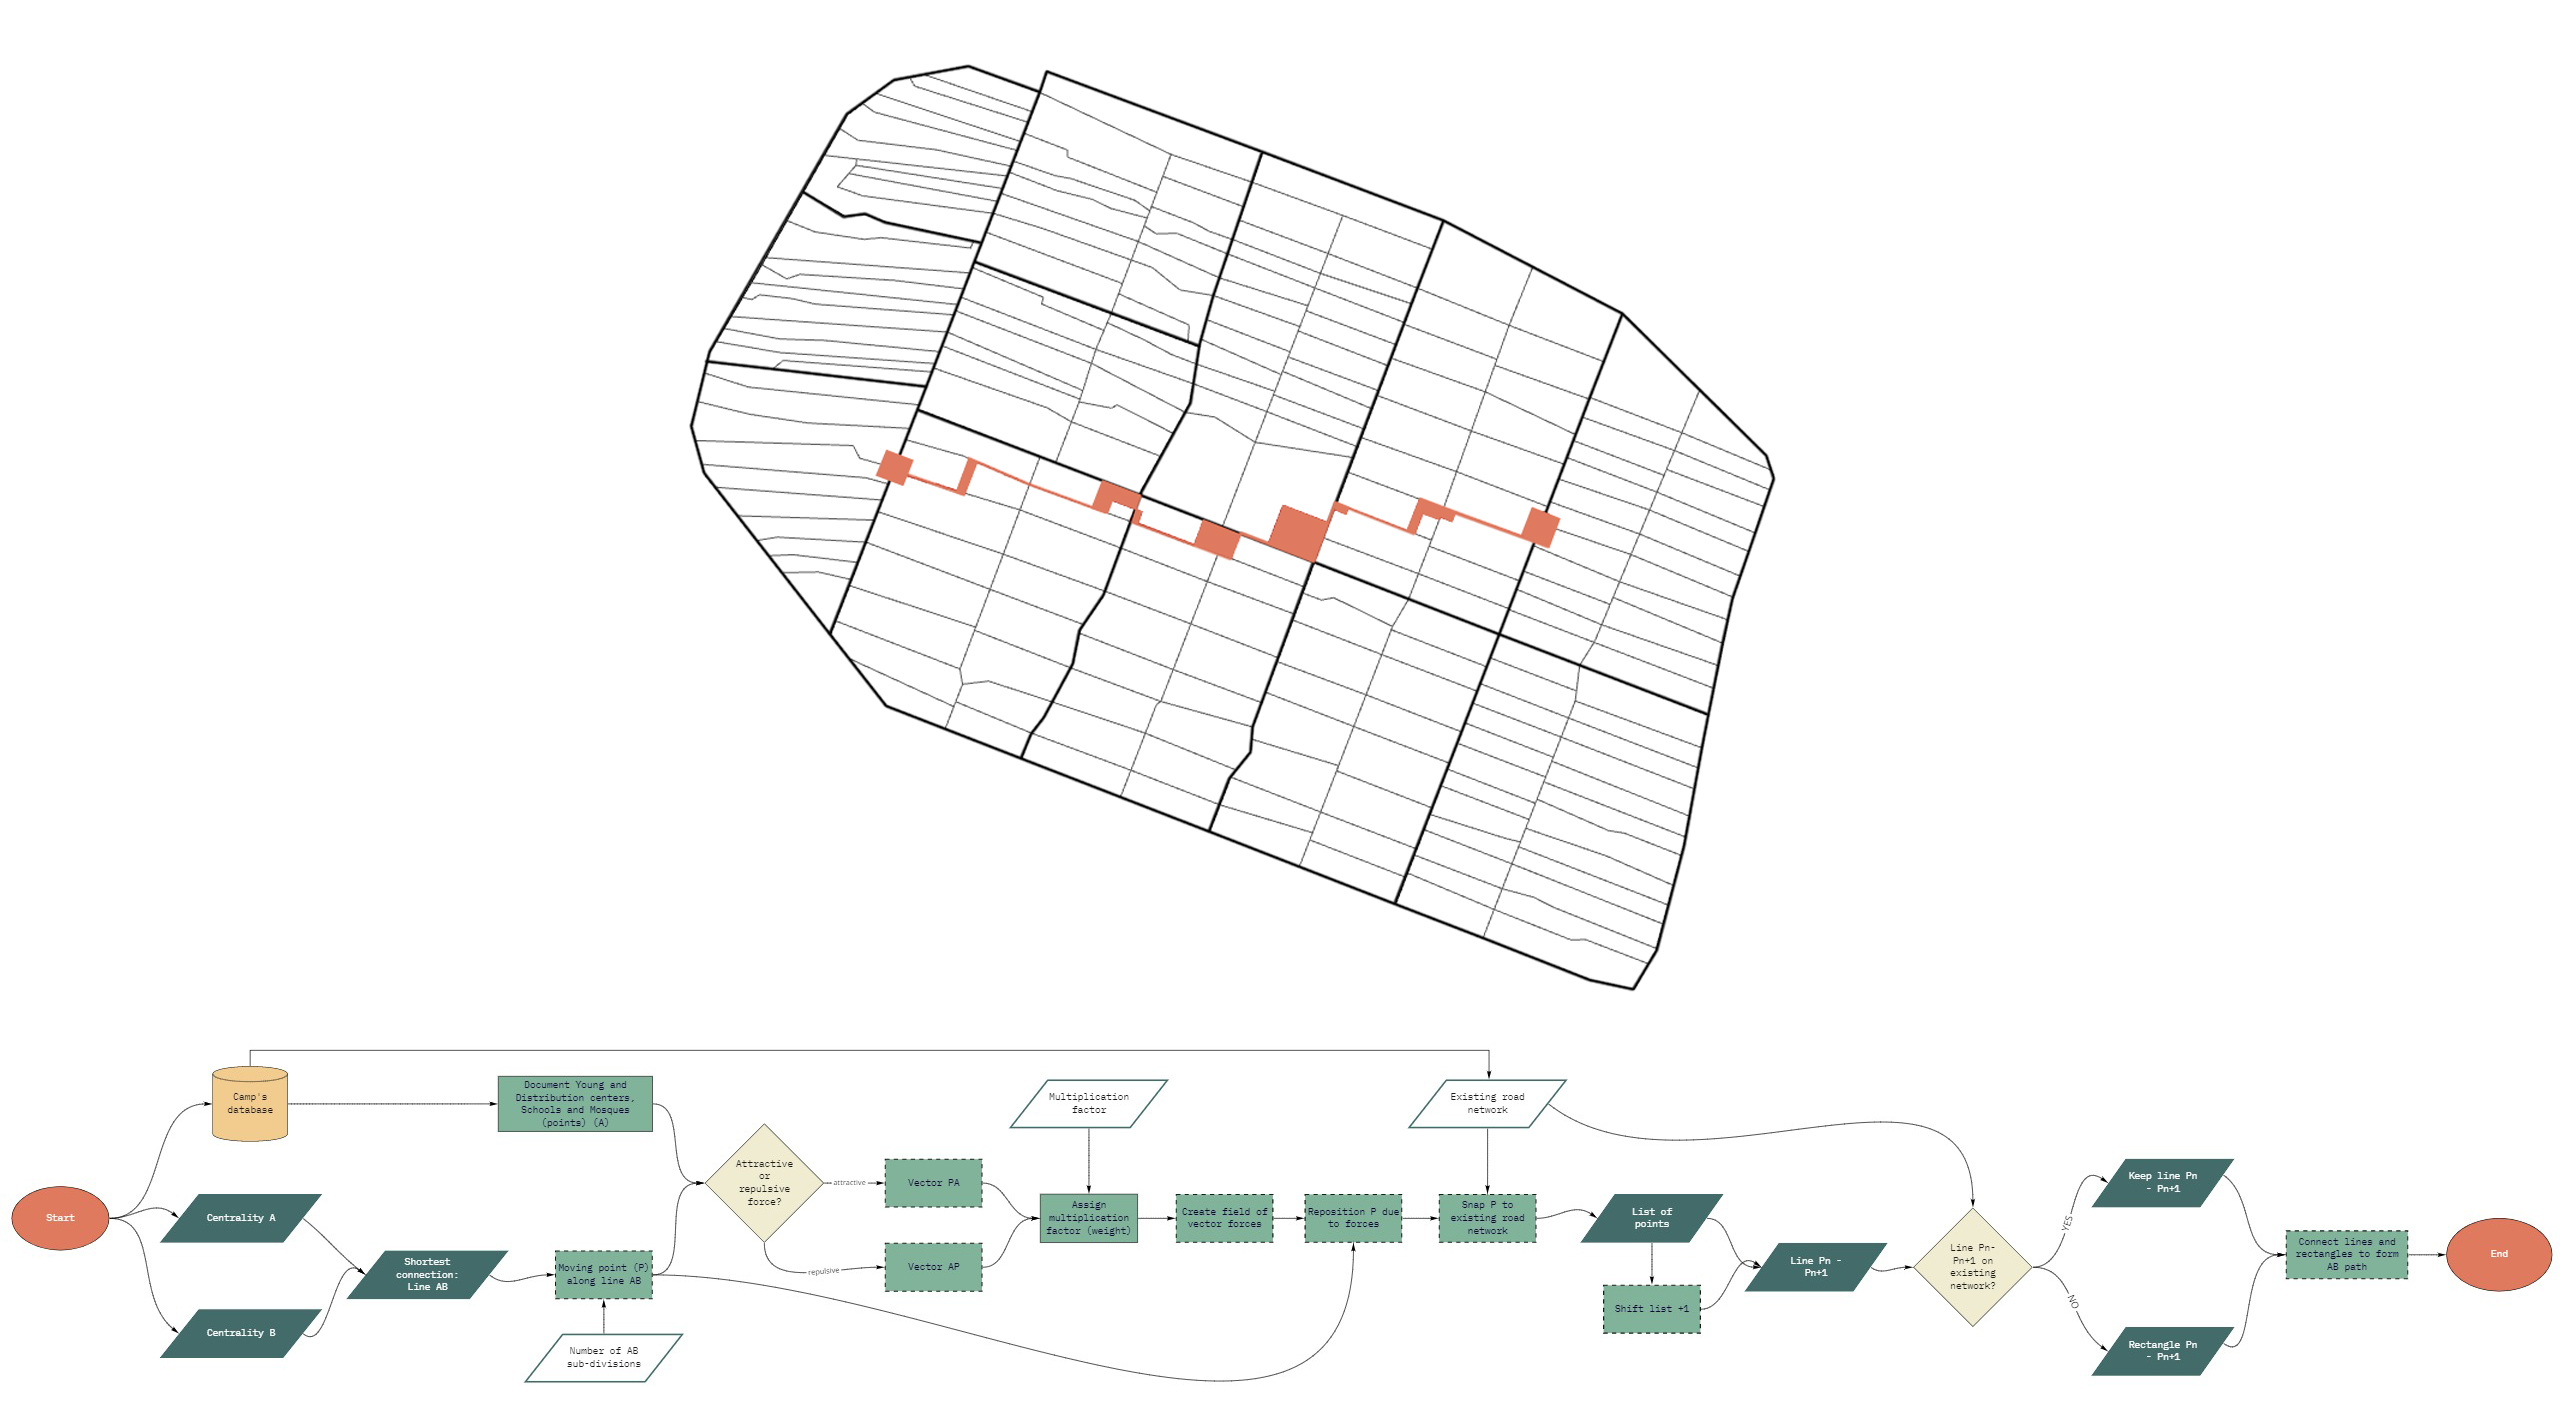 Camp's
database
Document Young and
Distribution centers,
Schools and Mosques
(points) (A)
Start
Centrality A
Centrality B
Shortest
connection:
Line AB
Moving point (P)
along line AB
Number of AB
sub-divisions
Attractive
or
repulsive
force?
attractive
repulsive
Vector PA
Vector AP
Multiplication
factor
Assign
multiplication
factor (weight)
Create field of
vector forces
Reposition P due
to forces
Existing road
network
Snap P to
existing road
network
List of
points
Shift list +1
Line Pn -
Pn+1
Line Pn-
Pn+1 on
existing
network?
YES
NO
Keep line Pn
- Pn+1
Rectangle Pn
- Pn+1
Connect lines and
rectangles to form
AB path
End